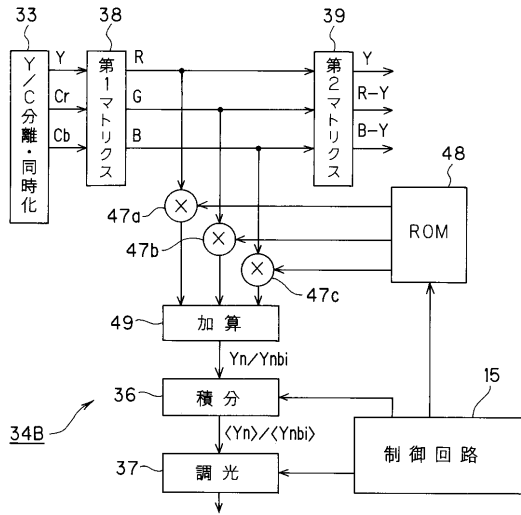 33
38
39
Y/C分離・同時化
Y
Cr
Cb
第1マトリクス
R
G
B
第2マトリクス
Y
R-Y
B-Y
48
ROM
×
47a
×
47b
×
47c
49
加算
Yn/Ynbi
36
積分
15
制御回路
34B
〈Yn〉/〈Ynbi〉
37
調光